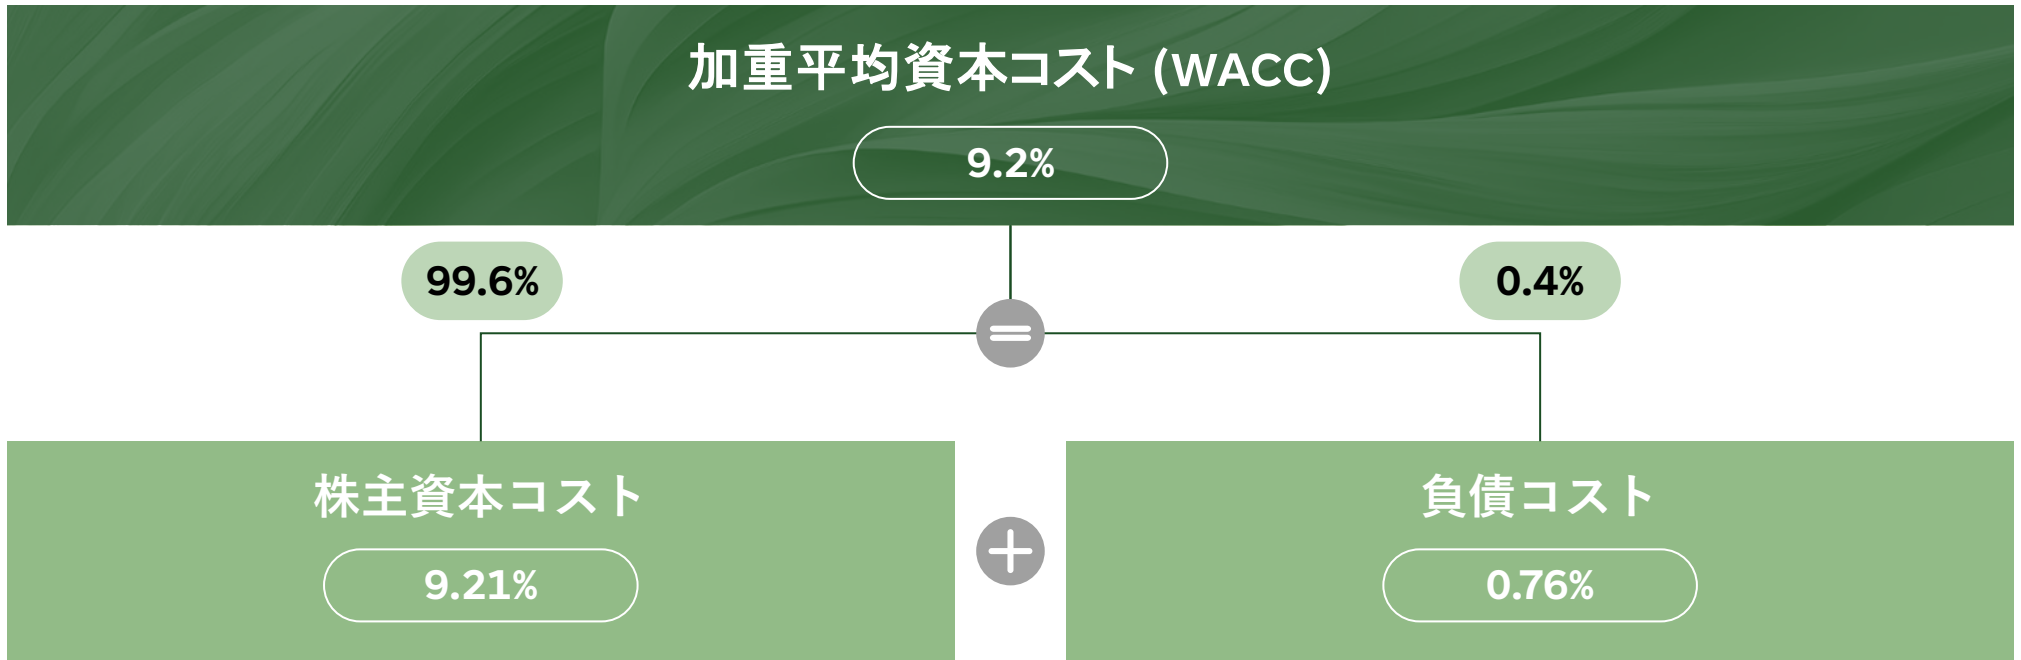 加重平均資本コスト (WACC)
9.2%
99.6%
0.4%
=
株主資本コスト
9.21%
+
負債コスト
0.76%